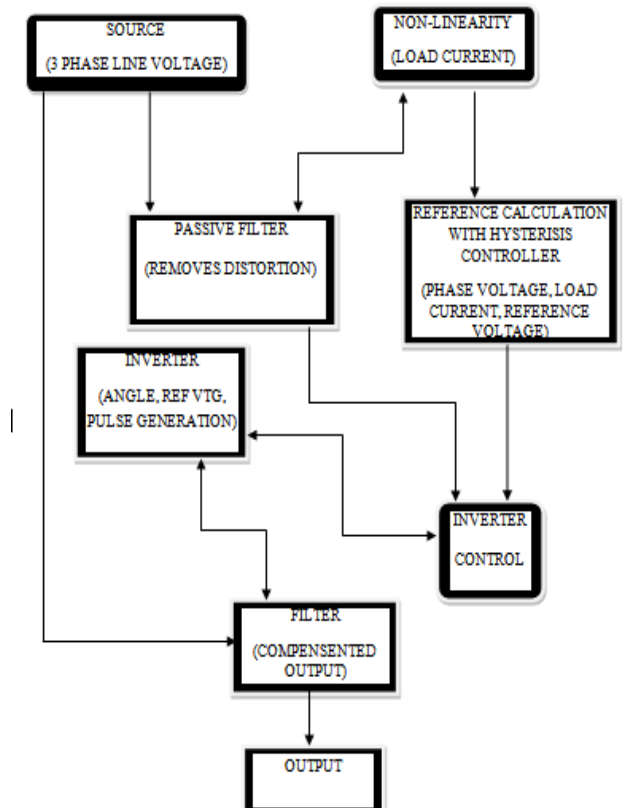 SOURCE
(3 PHASE LINE VOLTAGE)
NON-LINEARITY
(LOAD CURRENT)
PASSIVE FILTER
(REMOVES DISTORTION)
REFERENCE CALCULATION
WITH HYSTERISIS
CONTROLLER
(PHASE VOLTAGE, LOAD
CURRENT, REFERENCE
VOLTAGE)
INVERTER
(ANGLE, REF VTG,
PULSE GENERATION)
INVERTER
CONTROL
FILTER
(COMPENSENTED
OUTPUT)
OUTPUT